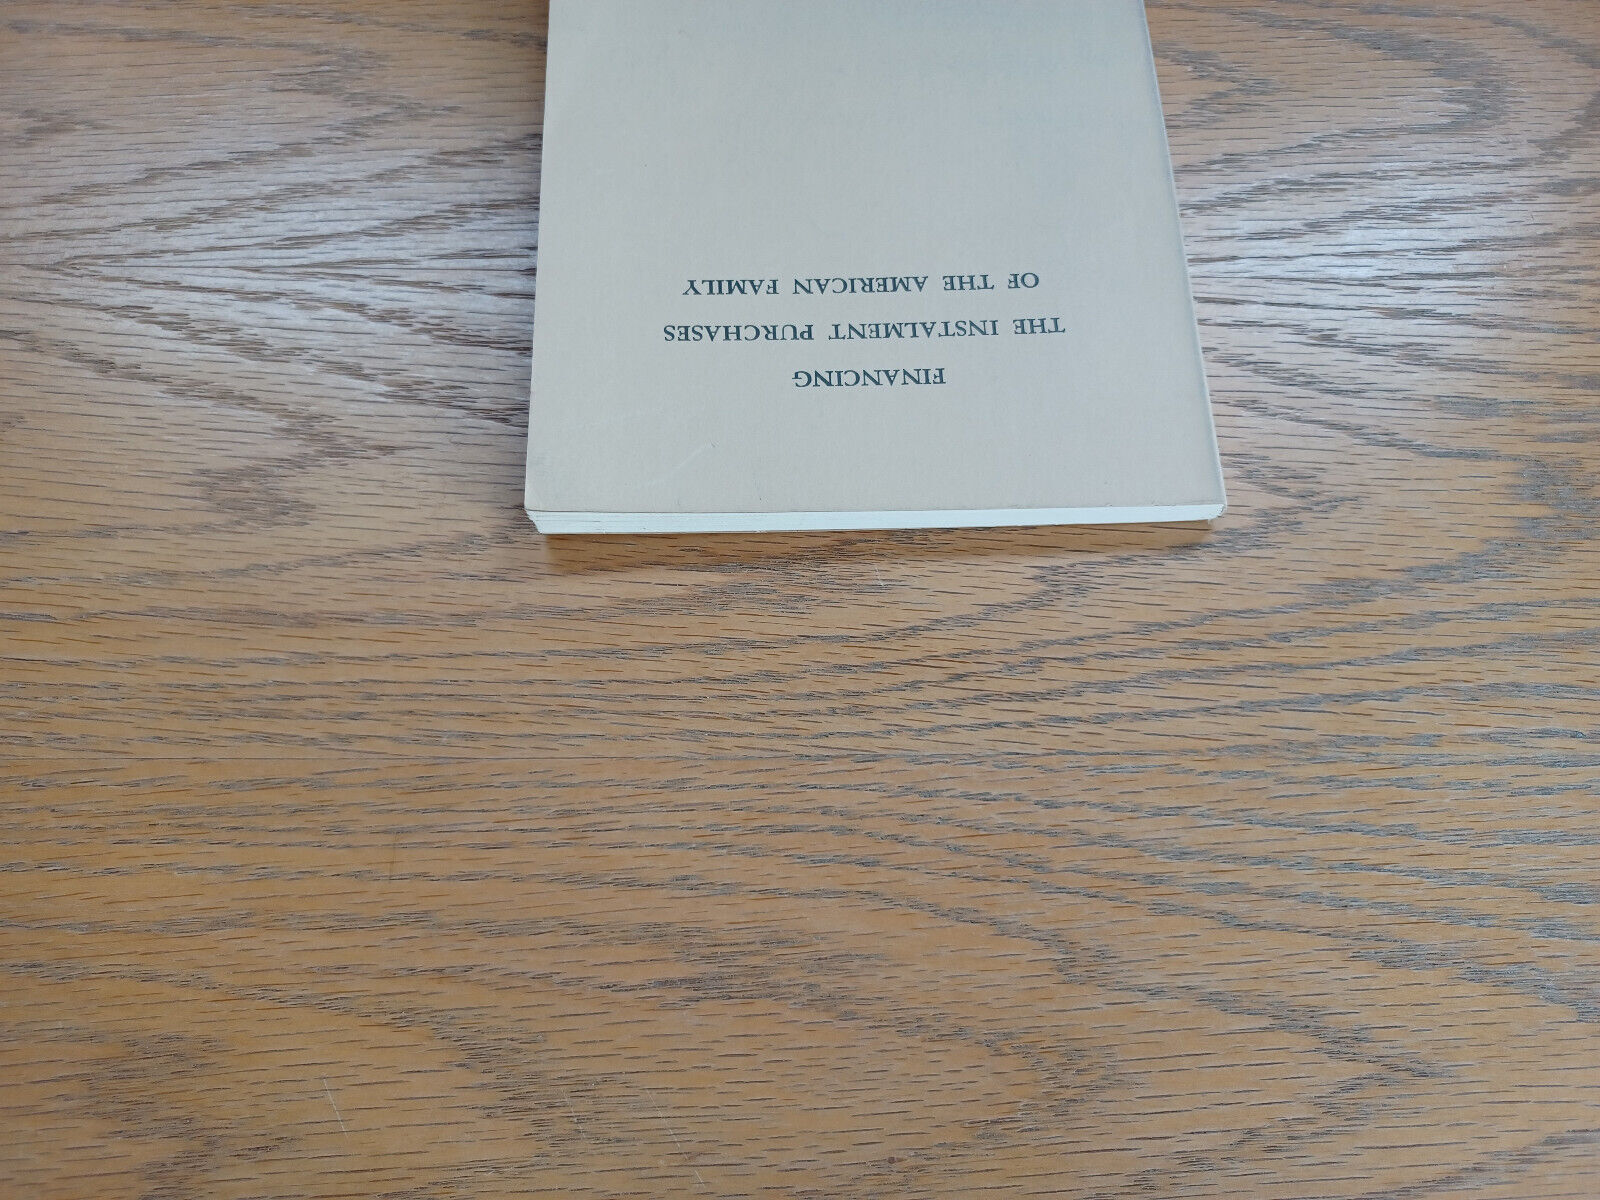 FINANCING
THE INSTALMENT PURCHASES
OF THE AMERICAN FAMILY